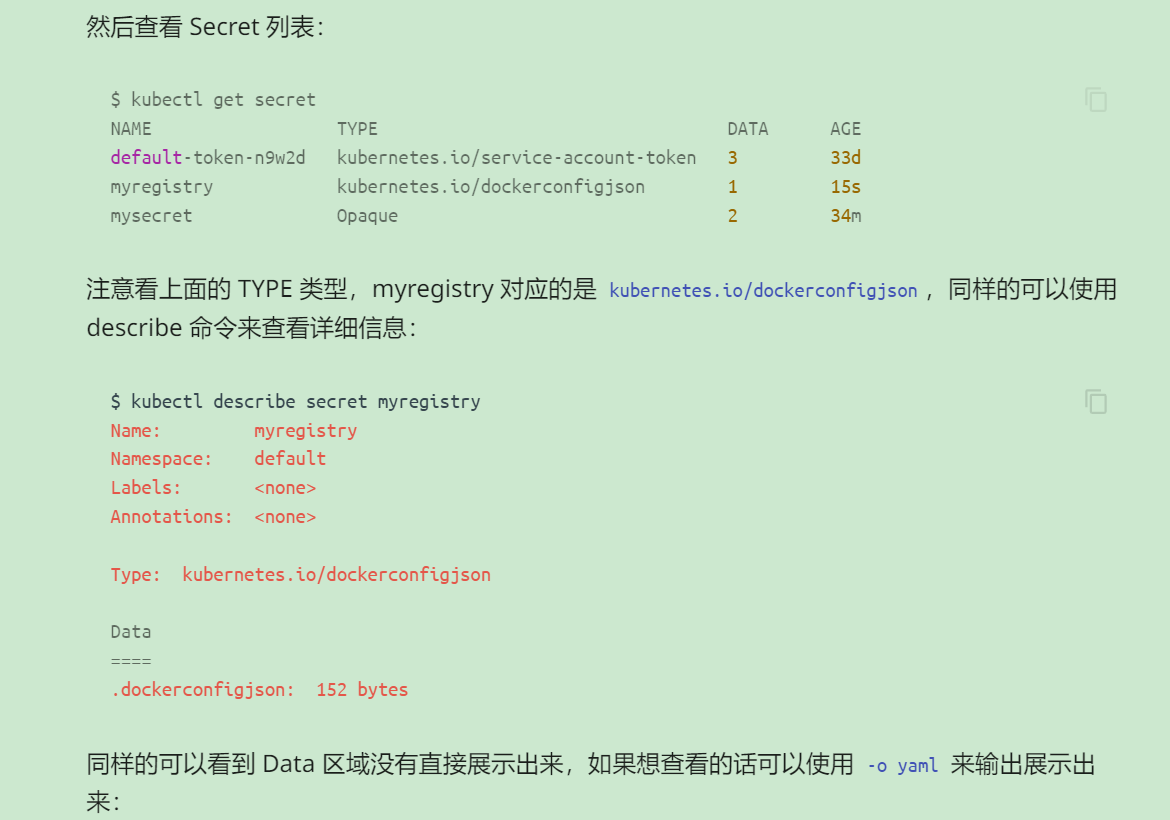 然后查看 Secret 列表：
$ kubectl get secret
NAME                  TYPE                                  DATA      AGE
default-token-n9w2d   kubernetes.io/service-account-token   3         33d
myregistry            kubernetes.io/dockerconfigjson        1         15s
mysecret              Opaque                                2         34m
注意看上面的 TYPE 类型，myregistry 对应的是 kubernetes.io/dockerconfigjson ，同样的可以使用
describe 命令来查看详细信息：
$ kubectl describe secret myregistry
Name:         myregistry
Namespace:    default
Labels:       <none>
Annotations:  <none>
Type:  kubernetes.io/dockerconfigjson
Data
====
.dockerconfigjson:  152 bytes
同样的可以看到 Data 区域没有直接展示出来，如果想查看的话可以使用 -o yaml 来输出展示出
来：